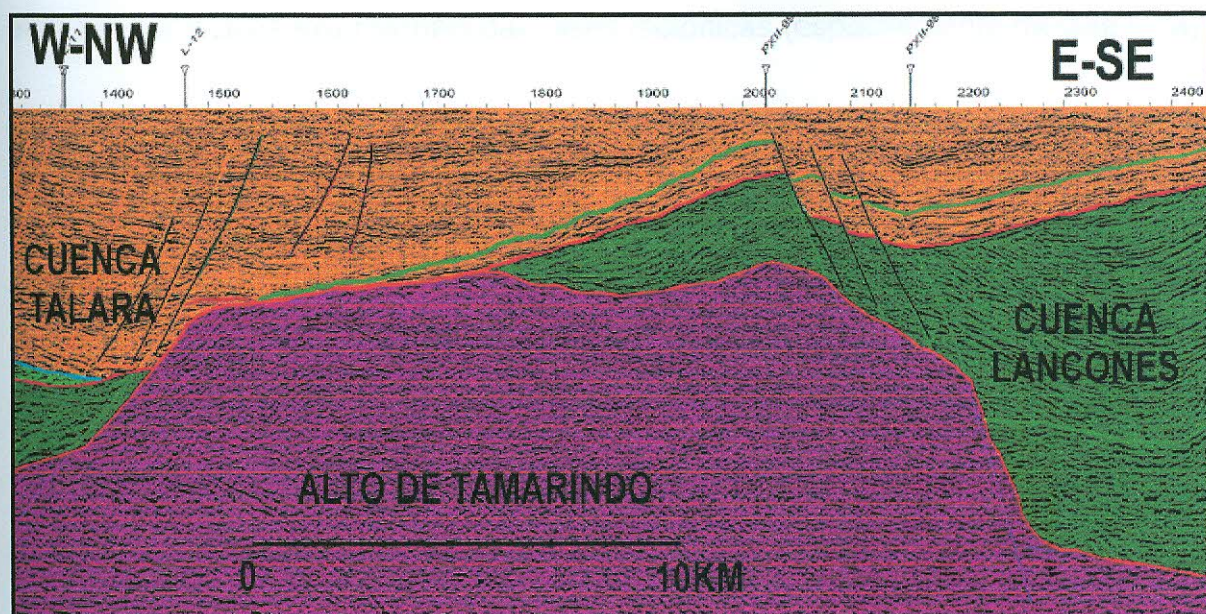 W-NW
L-12
E-SE
1400 1500 1600 1700 1800 1900 2000 2100 2200 2300 2400
CUENCA
TALARA
CUENCA
LANCONES
ALTO DE TAMARINDO
0 10KM